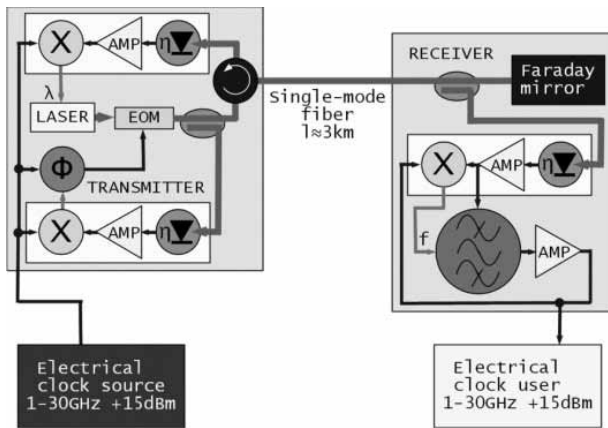 X
AMP
η
RECEIVER
Faraday
mirror
λ
LASER
EOM
Single-mode
fiber
l≈3km
Φ
TRANSMITTER
X
AMP
η
X
AMP
η
f
AMP
Electrical
clock source
1-30GHz +15dBm
Electrical
clock user
1-30GHz +15dBm